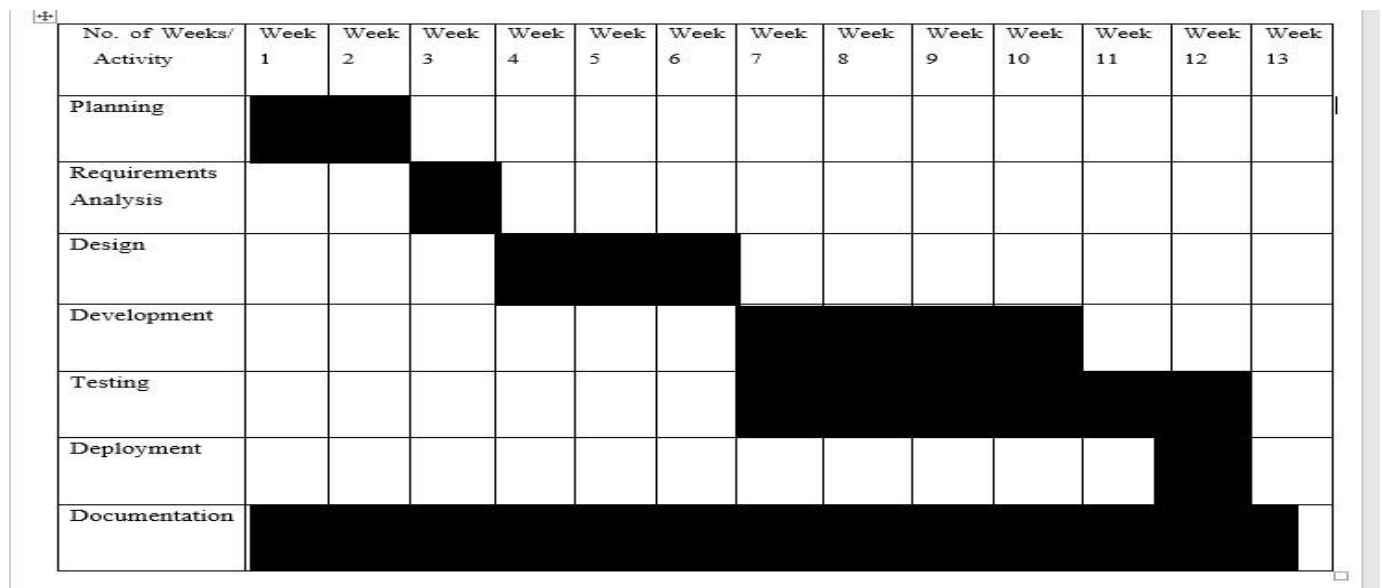 No. of Weeks/ Week Week Week Week Week Week Week Week Week Week Week Week Week
Activity 1 2 3 4 5 6 7 8 9 10 11 12 13
Planning
Requirements
Analysis
Design
Development
Testing
Deployment
Documentation